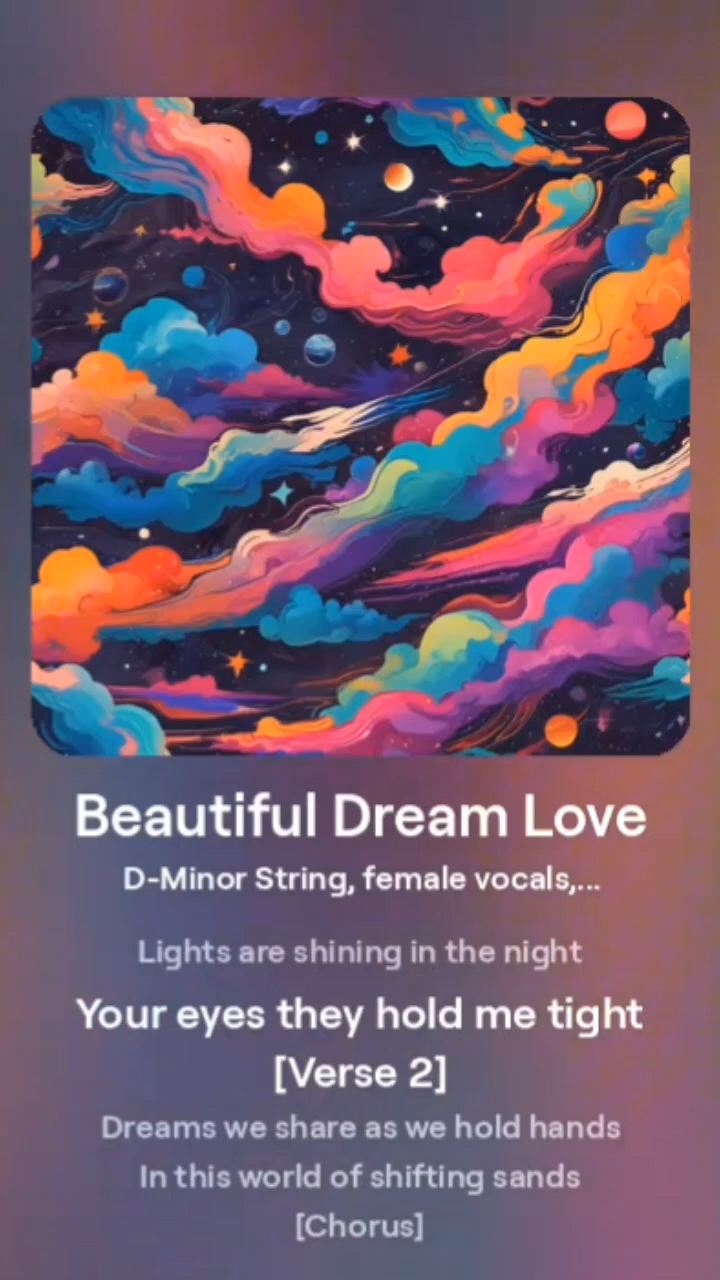 Beautiful Dream Love
D-Minor String, female vocals,...
Lights are shining in the night
Your eyes they hold me tight
[Verse 2]
Dreams we share as we hold hands
In this world of shifting sands
[Chorus]